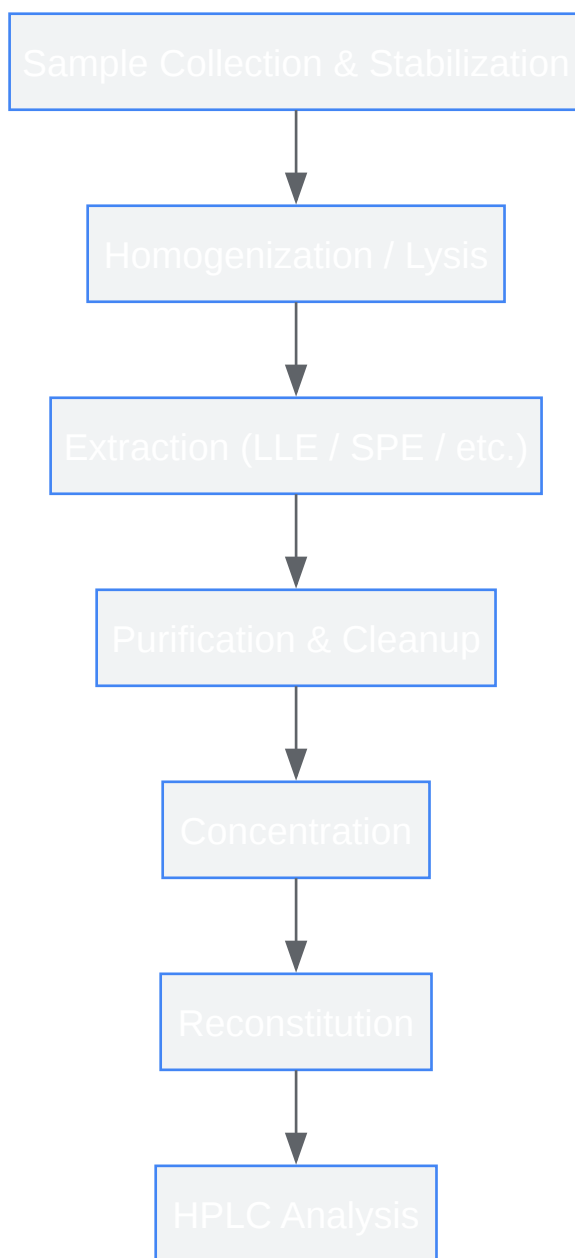 Sample Collection & Stabilization
Homogenization / Lysis
Extraction (LLE / SPE / etc.)
Purification & Cleanup
Concentration
Reconstitution
HPLC Analysis